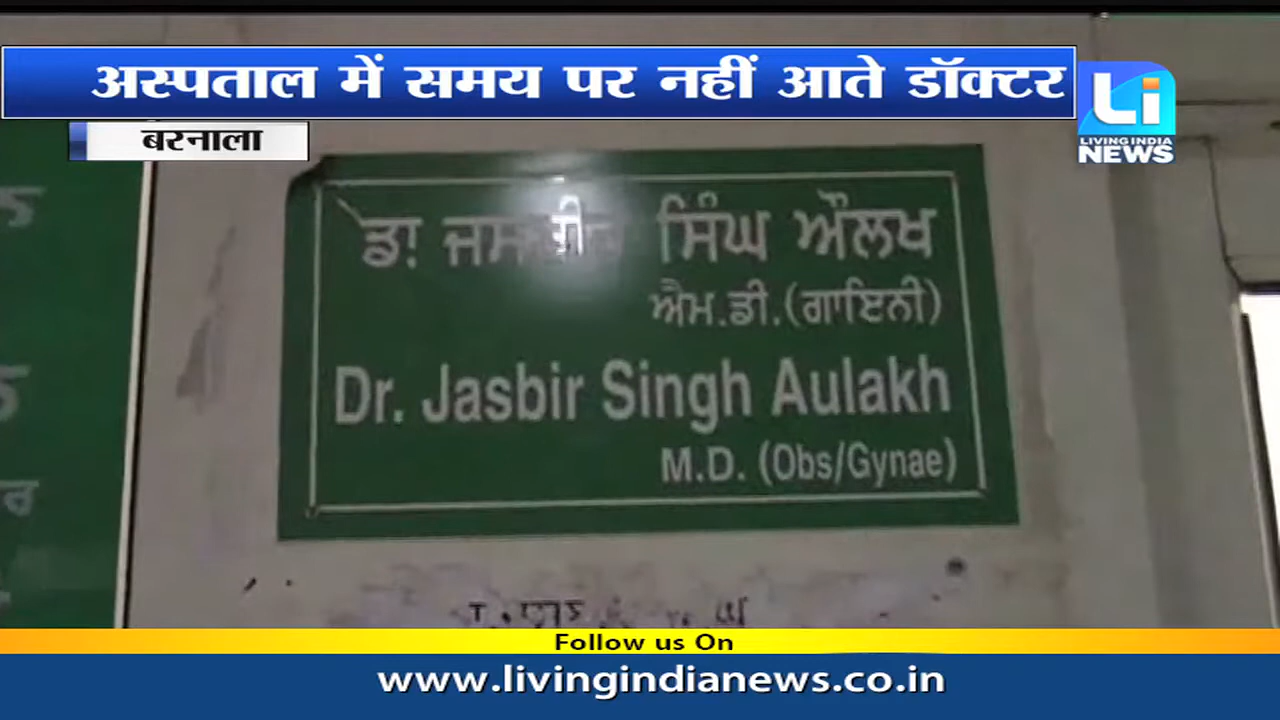 अस्पताल में समय पर नहीं आते डॉक्टर
बरनाला
Li
LIVING INDIA
NEWS
ਡਾ. ਜਸਬੀਰ ਸਿੰਘ ਔਲਖ
ਐਮ.ਡੀ.(ਗਾਇਨੀ)
Dr. Jasbir Singh Aulakh
M.D. (Obs/Gynae)
Follow us On
www.livingindianews.co.in